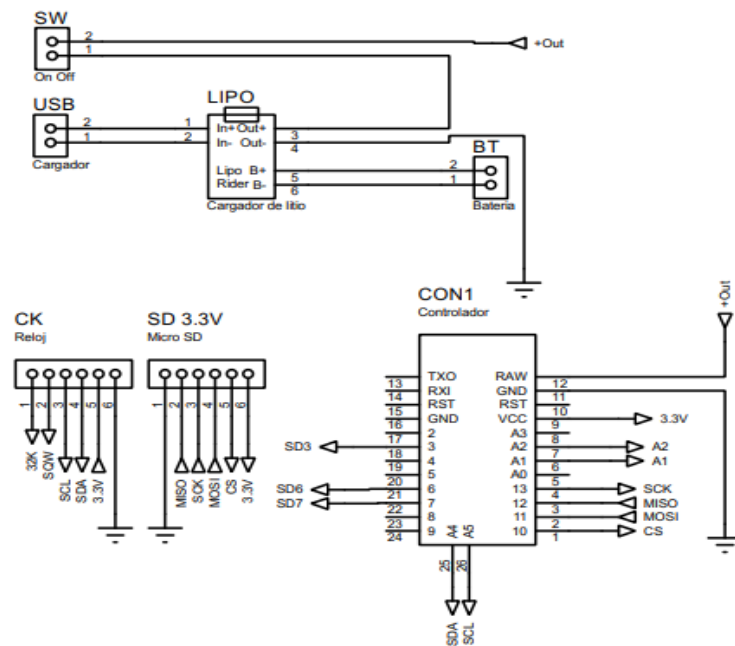 SW
2
1
+Out
On Off
USB
2
1
Cargador
LIPO
1
2
In+ Out+
In- Out-
Lipo B+
Rider B-
3
4
5
6
Cargador de litio
BT
2
1
Bateria
CK
Reloj
1
2
3
4
5
6
32K
SQW
SCL
SDA
3.3V
SD 3.3V
Micro SD
1
2
3
4
5
6
MISO
SCK
MOSI
CS
3.3V
CON1
Controlador
+Out
TXO
RXI
RST
GND
2
3
4
5
6
7
8
9
13
14
15
16
17
18
19
20
21
22
23
24
SD3
SD6
SD7
RAW
GND
RST
VCC
A3
A2
A1
A0
13
12
11
10
12
11
10
9
8
7
6
5
4
3
2
1
3.3V
A2
A1
SCK
MISO
MOSI
CS
A4
A5
25
26
SDA
SCL